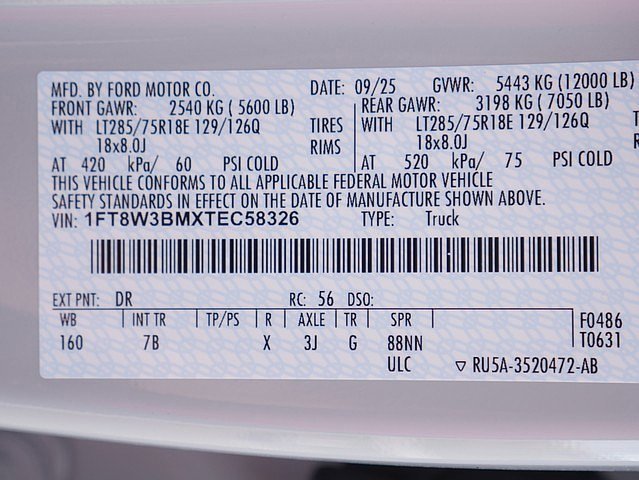 MFD. BY FORD MOTOR CO. DATE: 09/25 GVWR: 5443 KG (12000 LB)
FRONT GAWR: 2540 KG ( 5600 LB) REAR GAWR: 3198 KG ( 7050 LB)
WITH LT285/75R18E 129/126Q TIRES WITH LT285/75R18E 129/126Q
18x8.0J RIMS 18x8.0J
AT 420 kPa/ 60 PSI COLD AT 520 kPa/ 75 PSI COLD
THIS VEHICLE CONFORMS TO ALL APPLICABLE FEDERAL MOTOR VEHICLE
SAFETY STANDARDS IN EFFECT ON THE DATE OF MANUFACTURE SHOWN ABOVE.
VIN: 1FT8W3BMXTEC58326 TYPE: Truck
EXT PNT: DR RC: 56 DSO:
WB INT TR TP/PS R AXLE TR SPR F0486
160 7B X 3J G 88NN T0631
ULC RU5A-3520472-AB